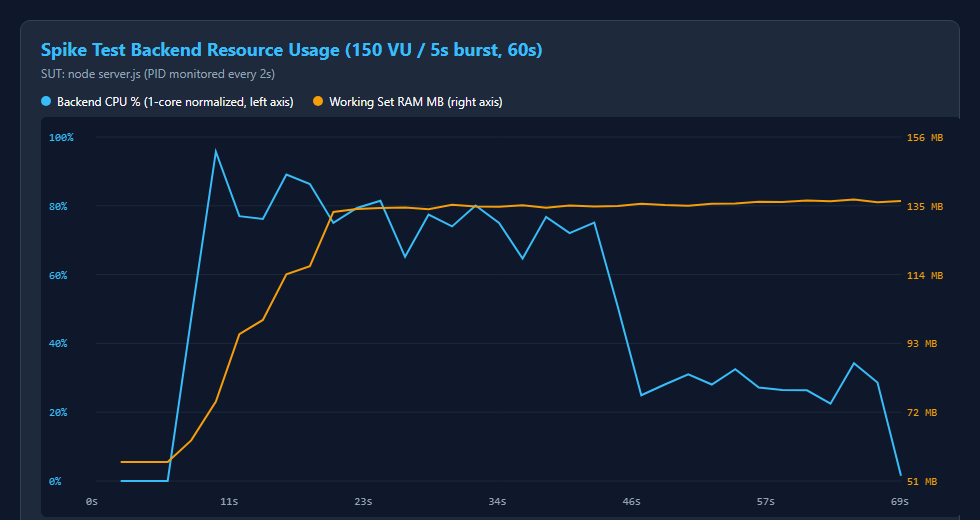 Spike Test Backend Resource Usage (150 VU / 5s burst, 60s)
SUT: node server.js (PID monitored every 2s)
Backend CPU % (1-core normalized, left axis) Working Set RAM MB (right axis)
100% 156 MB
80% 135 MB
60% 114 MB
40% 93 MB
20% 72 MB
0% 51 MB
0s 11s 23s 34s 46s 57s 69s